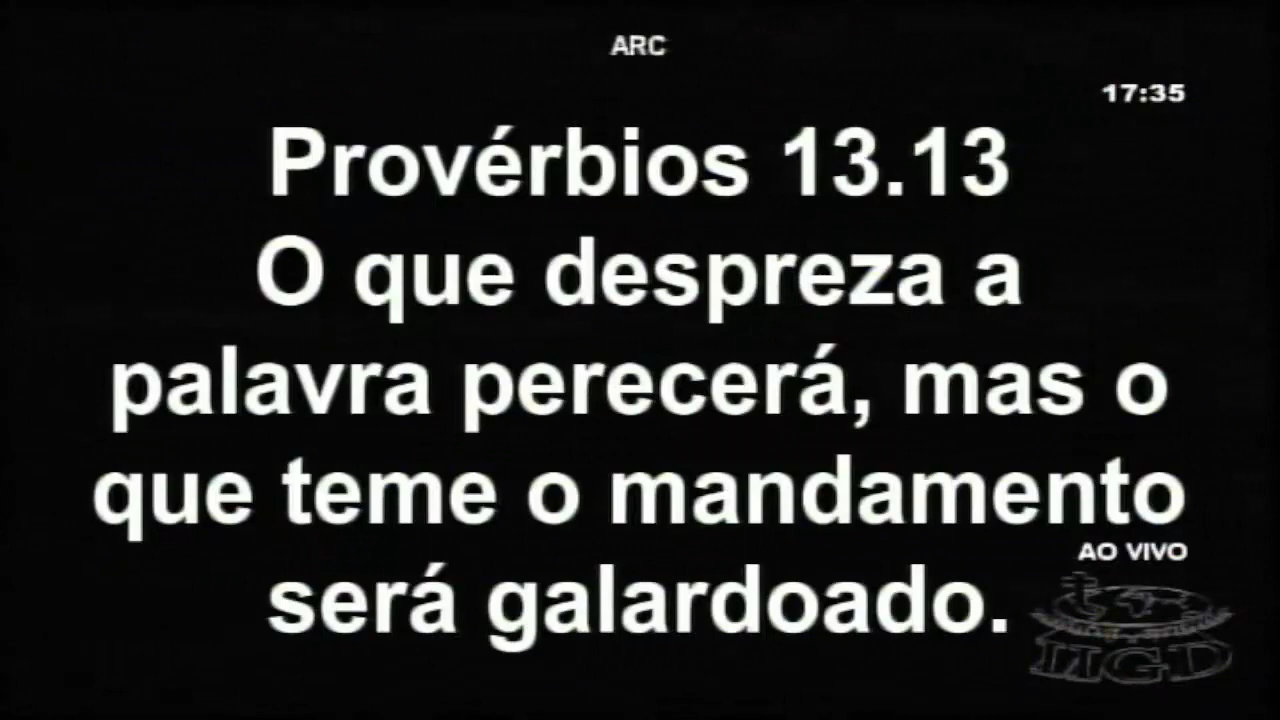 ARC
17:35
Provérbios 13.13
O que despreza a
palavra perecerá, mas o
que teme o mandamento
AO VIVO
será galardoado.
IIGD